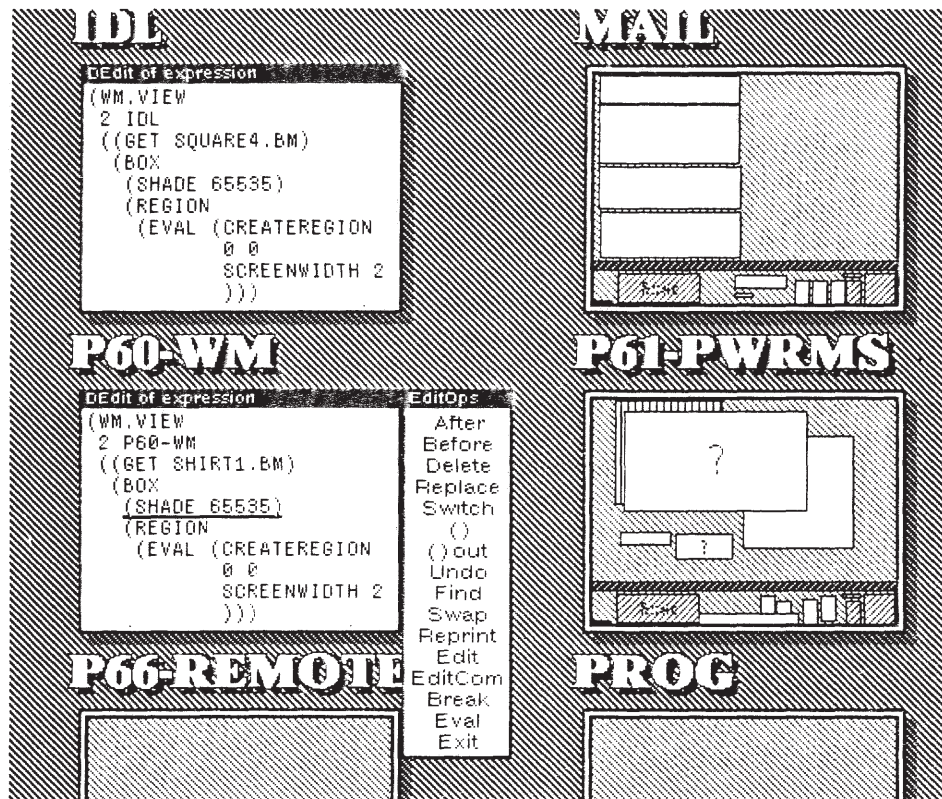 IDL
MAIL
DEdit of expression
(WM.VIEW
2 IDL
((GET SQUARE4.BM)
(BOX
(SHADE 65535)
(REGION
(EVAL (CREATEREGION
0 0
SCREENWIDTH 2
)))
P60-WM
P61-PWRMS
DEdit of expression
(WM.VIEW
2 P60-WM
((GET SHIRT1.BM)
(BOX
(SHADE 65535)
(REGION
(EVAL (CREATEREGION
0 0
SCREENWIDTH 2
)))
EditOps
After
Before
Delete
Replace
Switch
()
() out
Undo
Find
Swap
Reprint
Edit
EditCom
Break
Eval
Exit
?
?
P66-REMOTE
PROG